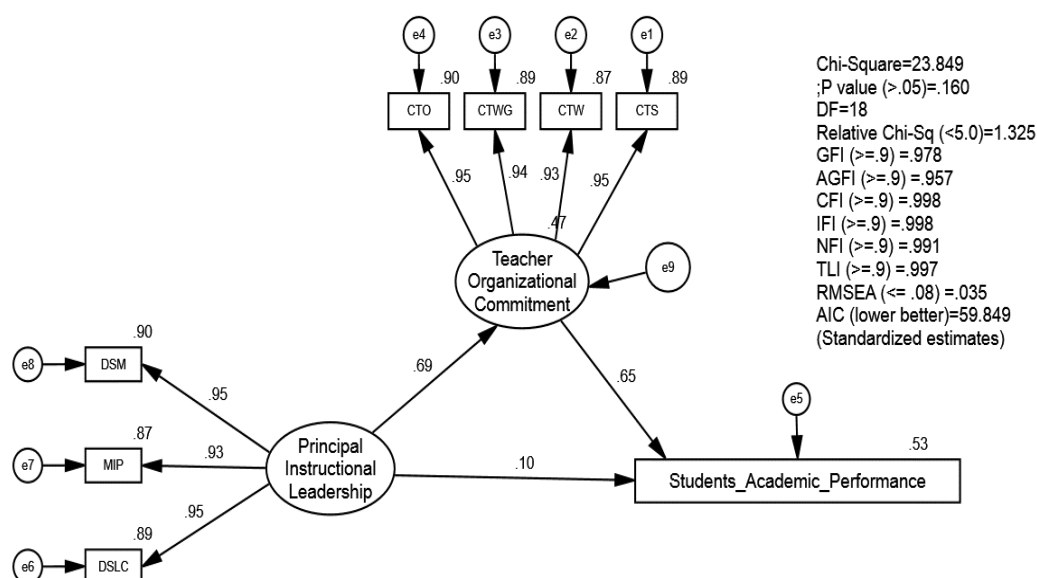 e4
e3
e2
e1
.90
.89
.87
.89
CTO
CTWG
CTW
CTS
.95
.94
.93
.95
.47
Teacher
Organizational
Commitment
e9
Chi-Square=23.849
;P value (>.05)=.160
DF=18
Relative Chi-Sq (<5.0)=1.325
GFI (>=.9) =.978
AGFI (>=.9) =.957
CFI (>=.9) =.998
IFI (>=.9) =.998
NFI (>=.9) =.991
TLI (>=.9) =.997
RMSEA (<= .08) =.035
AIC (lower better)=59.849
(Standardized estimates)
.90
e8
DSM
.95
.69
.65
e5
.87
e7
MIP
.93
Principal
Instructional
Leadership
.10
.53
Students_Academic_Performance
.95
.89
e6
DSLC